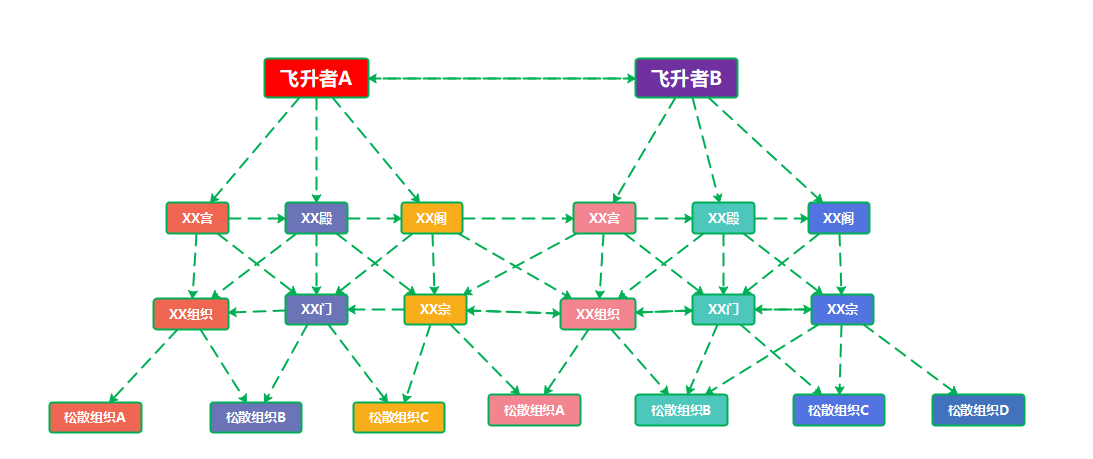 飞升者A
飞升者B
XX宫
XX殿
XX阁
XX宫
XX殿
XX阁
XX组织
XX门
XX宗
XX组织
XX门
XX宗
松散组织A
松散组织B
松散组织C
松散组织A
松散组织B
松散组织C
松散组织D